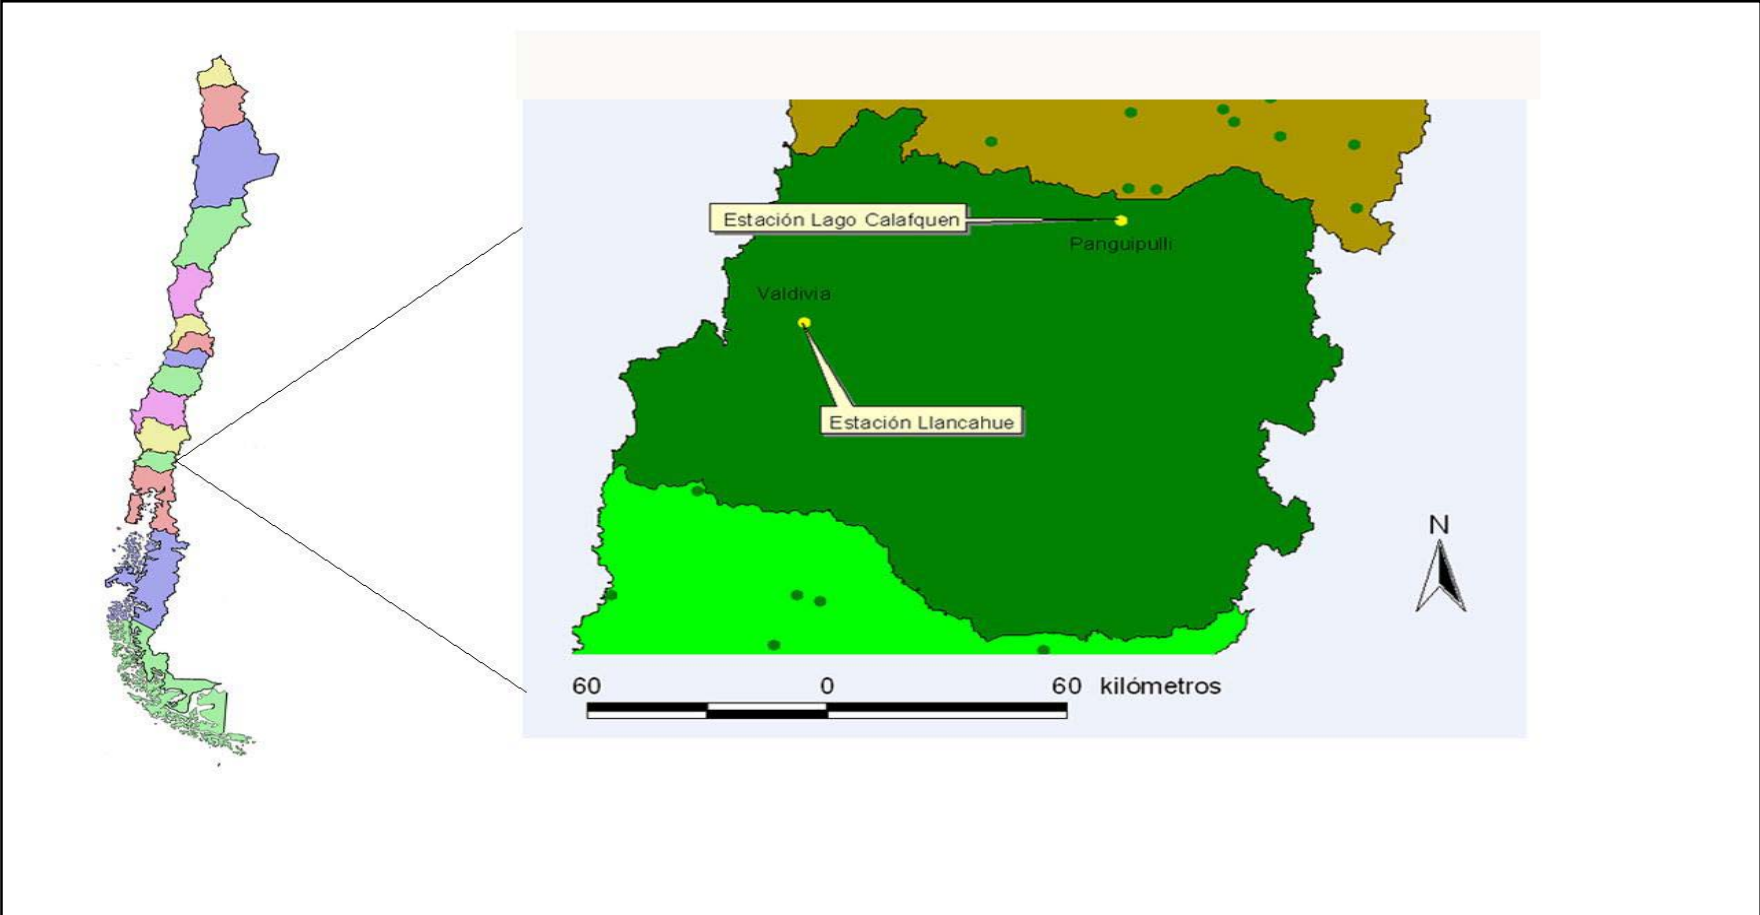 Estación Lago Calafquen
Panguipulli
Valdivia
Estación Llancahue
N
60 0 60 kilómetros